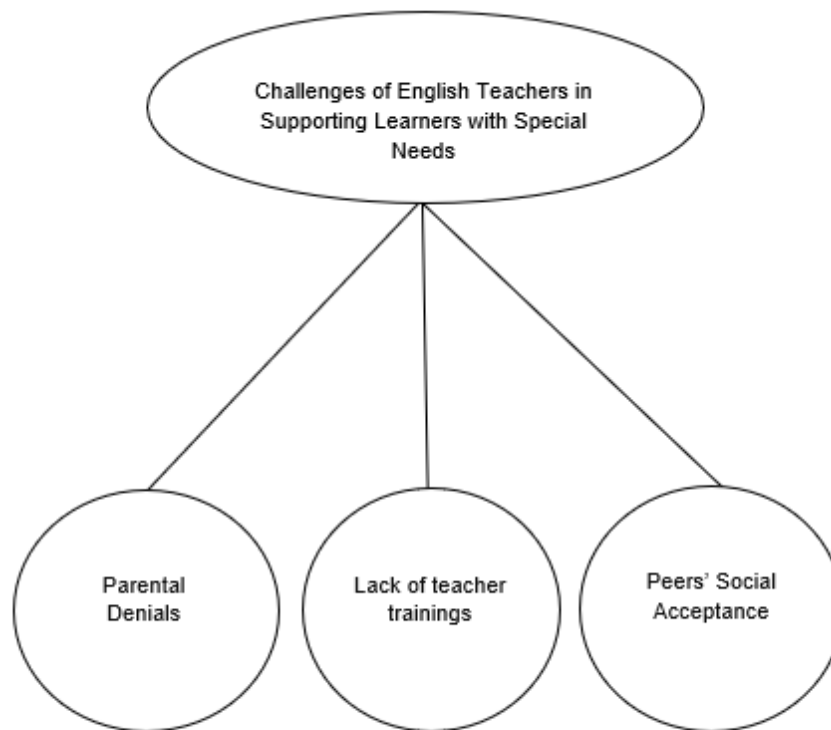 Challenges of English Teachers in
Supporting Learners with Special
Needs
Parental
Denials
Lack of teacher
trainings
Peers’ Social
Acceptance